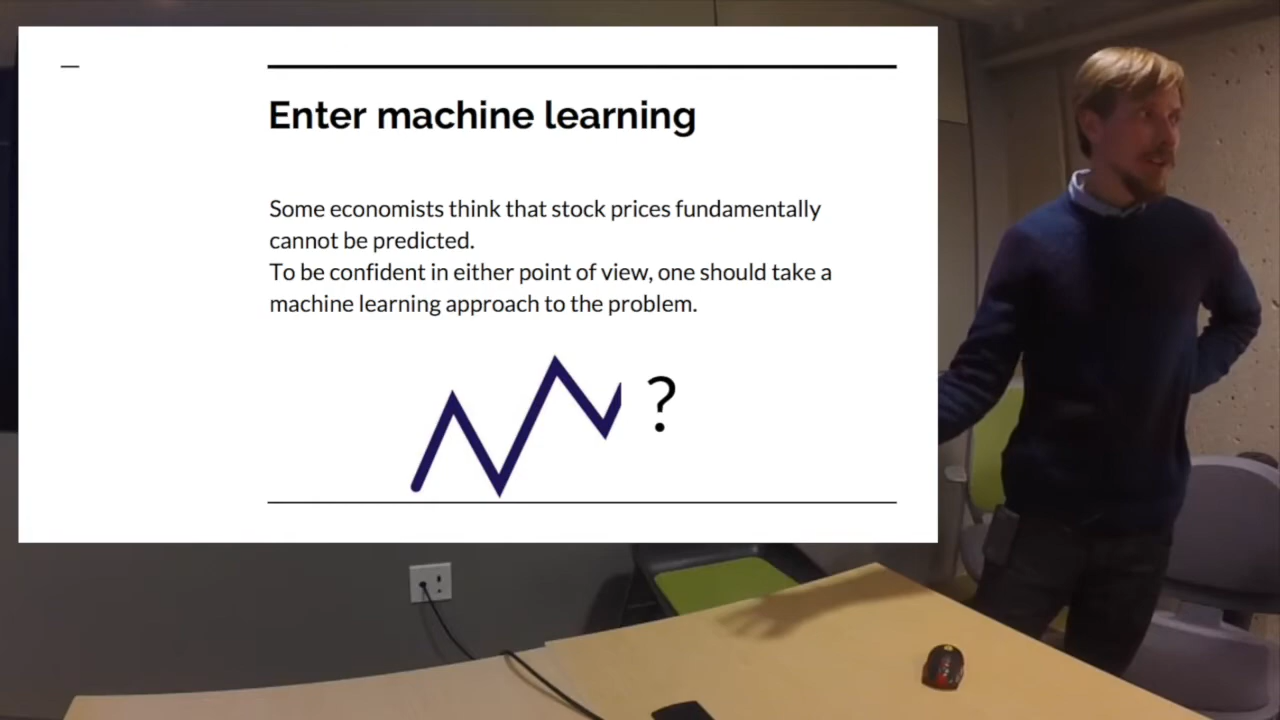 Enter machine learning
Some economists think that stock prices fundamentally
cannot be predicted.
To be confident in either point of view, one should take a
machine learning approach to the problem.
?